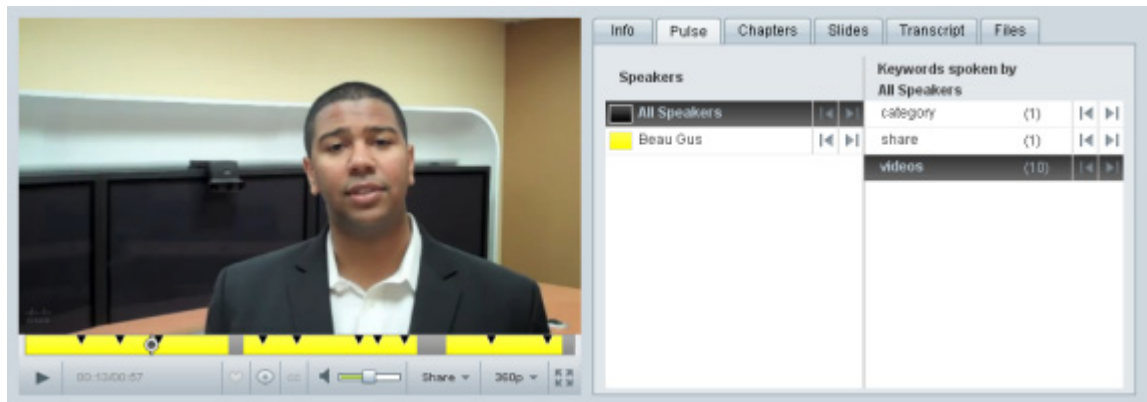 Info Pulse Chapters Slides Transcript Files
Speakers
Keywords spoken by
All Speakers
All Speakers
Beau Gus
category (1)
share (1)
videos (10)
00:13/00:57 cc Share 360p